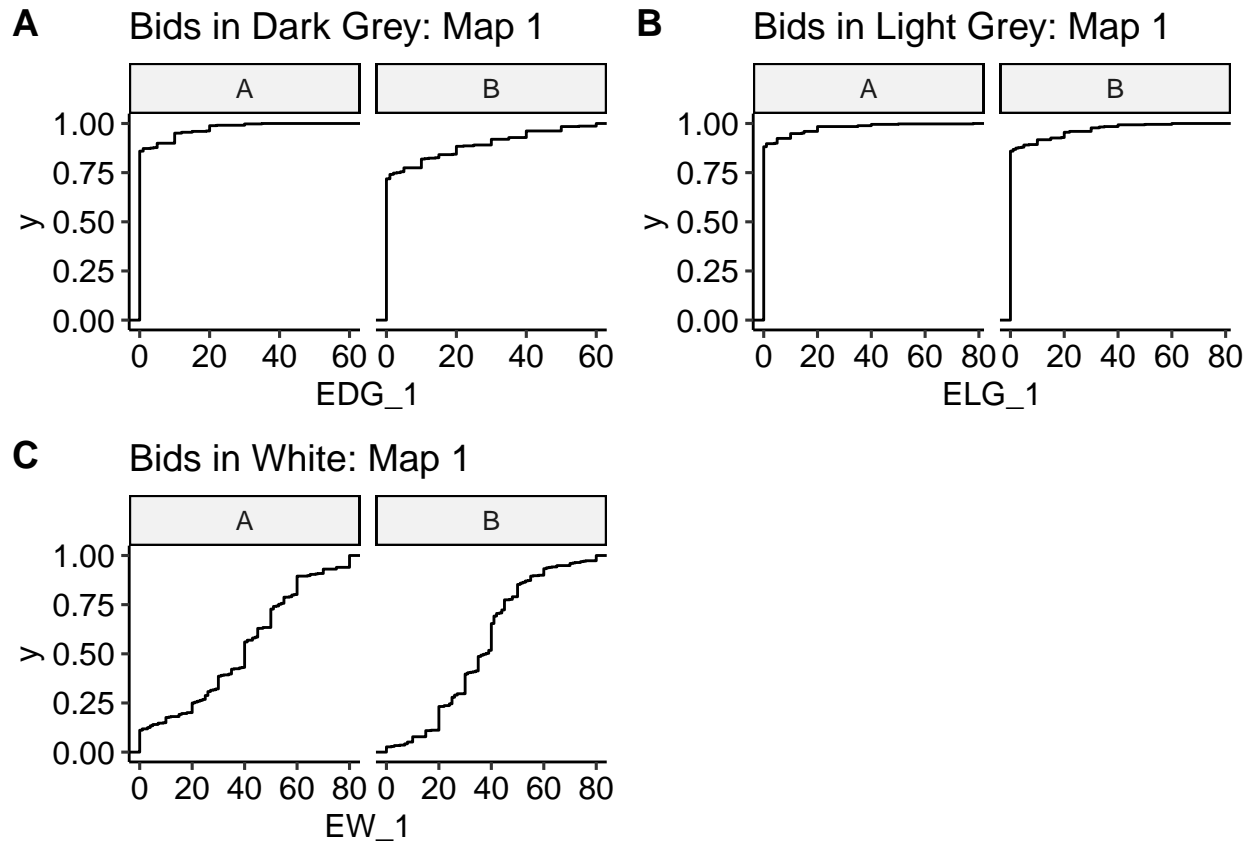 A Bids in Dark Grey: Map 1
A B
1.00
0.75
0.50
0.25
0.00
y
0 20 40 60 0 20 40 60
EDG_1
B Bids in Light Grey: Map 1
A B
1.00
0.75
0.50
0.25
0.00
y
0 20 40 60 80 0 20 40 60 80
ELG_1
C Bids in White: Map 1
A B
1.00
0.75
0.50
0.25
0.00
y
0 20 40 60 80 0 20 40 60 80
EW_1